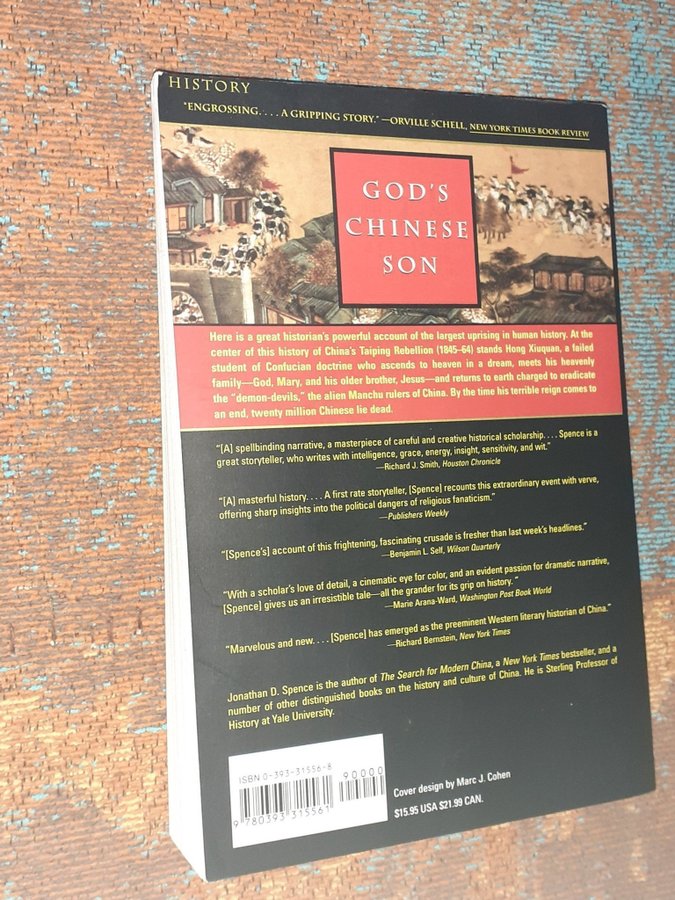 HISTORY
"ENGROSSING. . . . A GRIPPING STORY." —ORVILLE SCHELL, NEW YORK TIMES BOOK REVIEW
GOD'S
CHINESE
SON
Here is a great historian's powerful account of the largest uprising in human history. At the
center of this history of China's Taiping Rebellion (1845–64) stands Hong Xiuquan, a failed
student of Confucian doctrine who ascends to heaven in a dream, meets his heavenly
family—God, Mary, and his older brother, Jesus—and returns to earth charged to eradicate
the "demon-devils," the alien Manchu rulers of China. By the time his terrible reign comes to
an end, twenty million Chinese lie dead.
"[A] spellbinding narrative, a masterpiece of careful and creative historical scholarship. . . . Spence is a
great storyteller, who writes with intelligence, grace, energy, insight, sensitivity, and wit."
—Richard J. Smith, Houston Chronicle
"[A] masterful history. . . . A first rate storyteller, [Spence] recounts this extraordinary event with verve,
offering sharp insights into the political dangers of religious fanaticism."
—Publishers Weekly
"[Spence's] account of this frightening, fascinating crusade is fresher than last week's headlines."
—Benjamin L. Self, Wilson Quarterly
"With a scholar's love of detail, a cinematic eye for color, and an evident passion for dramatic narrative,
[Spence] gives us an irresistible tale—all the grander for its grip on history."
—Marie Arana-Ward, Washington Post Book World
"Marvelous and new. . . . [Spence] has emerged as the preeminent Western literary historian of China."
—Richard Bernstein, New York Times
Jonathan D. Spence is the author of The Search for Modern China, a New York Times bestseller, and a
number of other distinguished books on the history and culture of China. He is Sterling Professor of
History at Yale University.
ISBN 0-393-31556-8
90000
9 780393 315561
Cover design by Marc J. Cohen
$15.95 USA $21.99 CAN.